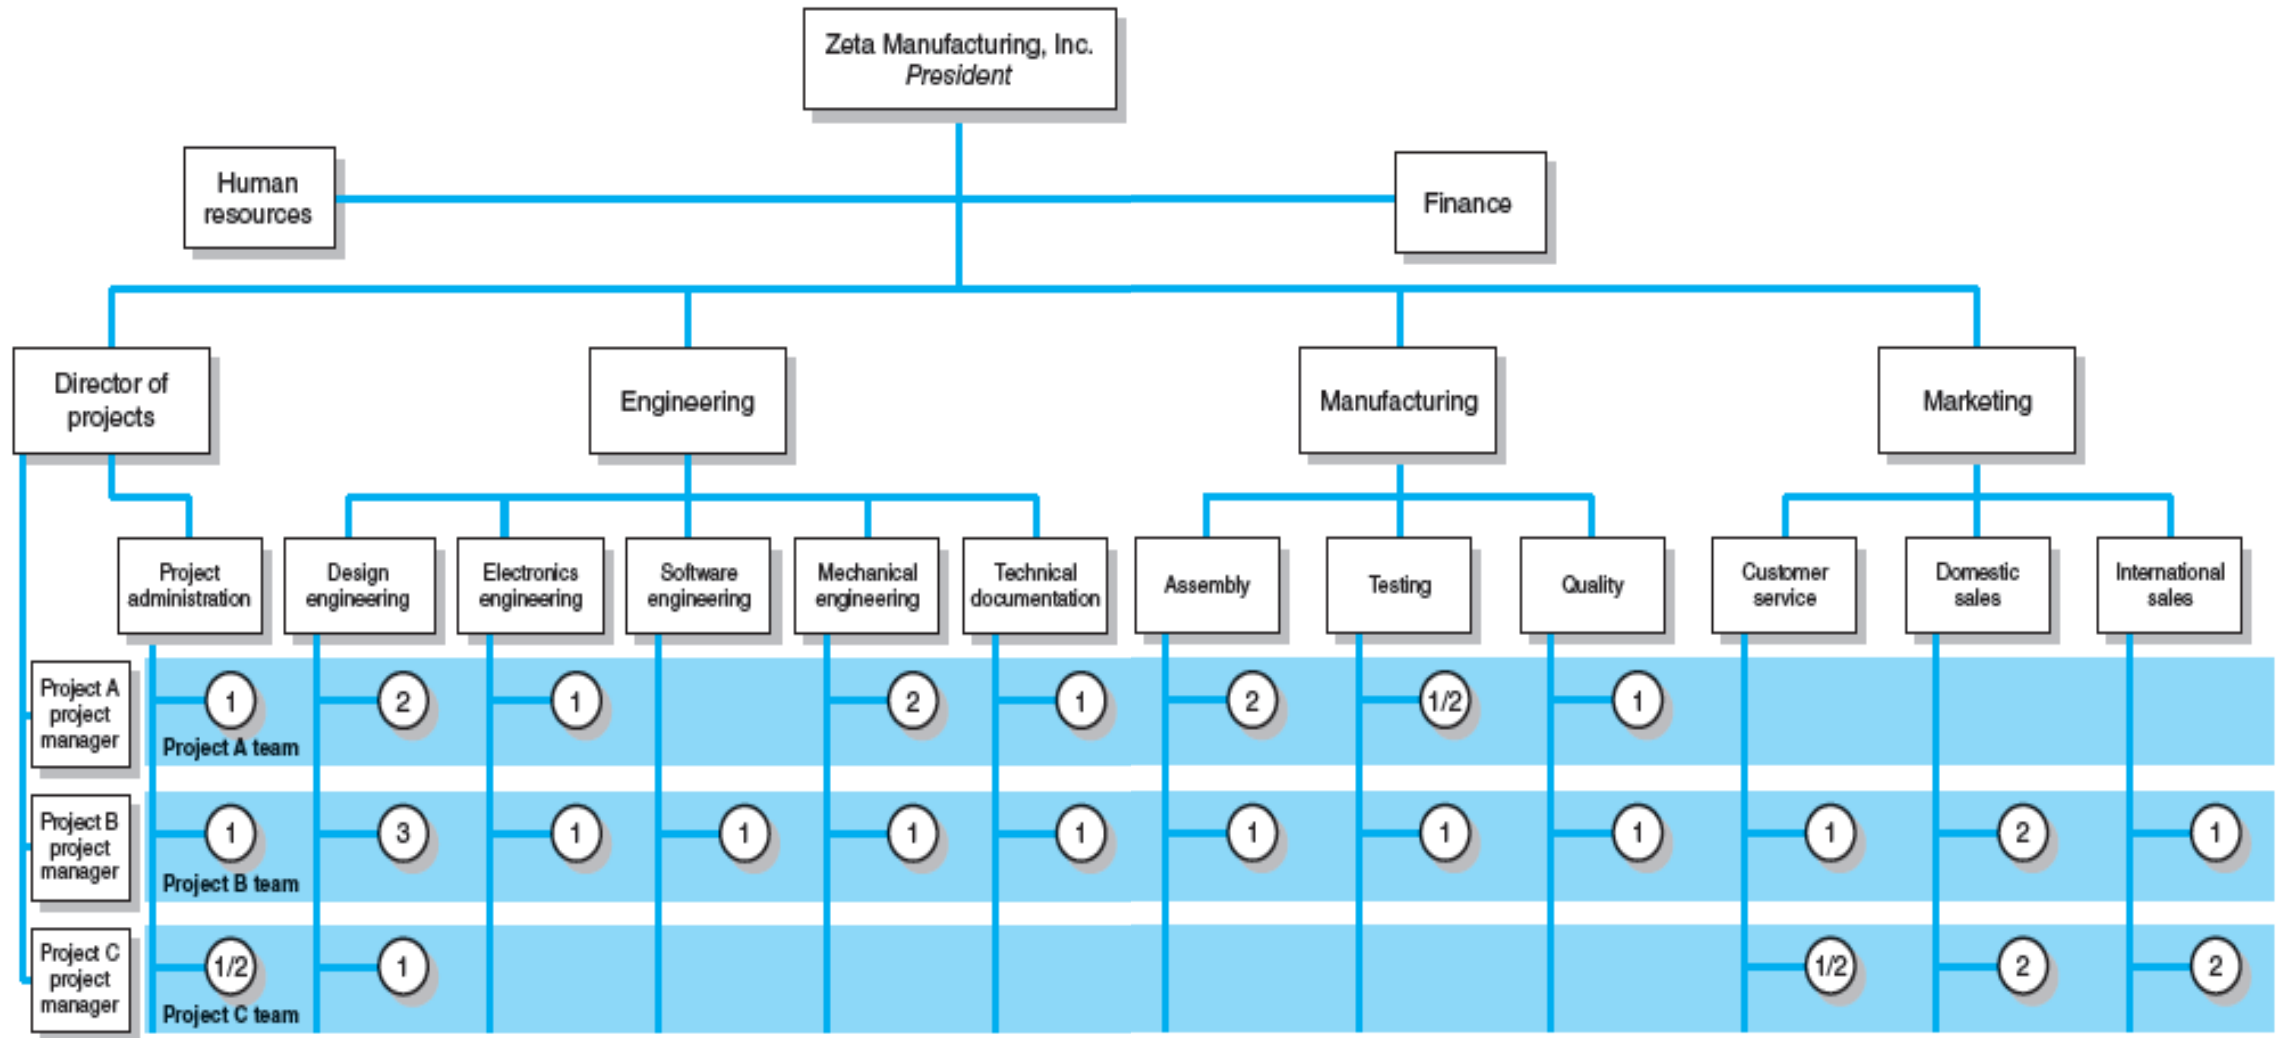 Zeta Manufacturing, Inc.
President
Human
resources
Finance
Director of
projects
Engineering
Manufacturing
Marketing
Project
administration
Design
engineering
Electronics
engineering
Software
engineering
Mechanical
engineering
Technical
documentation
Assembly
Testing
Quality
Customer
service
Domestic
sales
International
sales
Project A
project
manager
1
2
1
2
1
2
1/2
1
Project A team
Project B
project
manager
1
3
1
1
1
1
1
1
1
1
2
1
Project B team
Project C
project
manager
1/2
1
1/2
2
2
Project C team